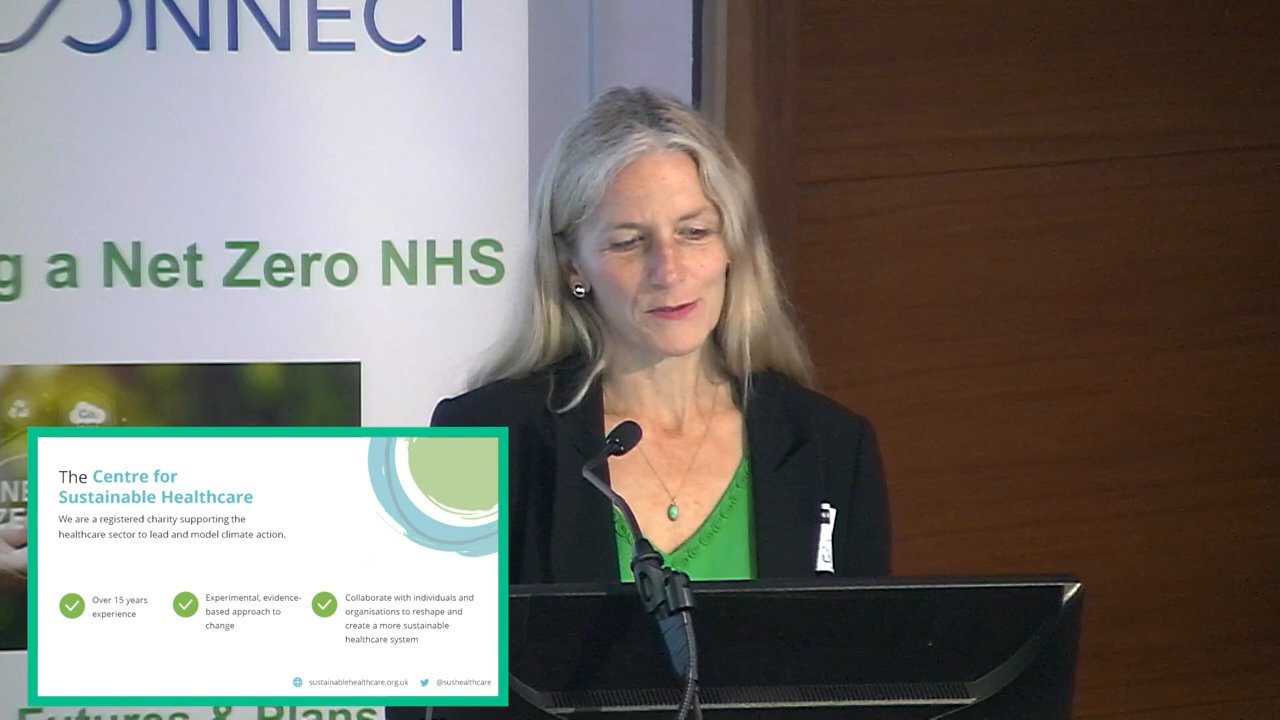 ONNECT
g a Net Zero NHS
The Centre for
Sustainable Healthcare
We are a registered charity supporting the
healthcare sector to lead and model climate action.
Over 15 years
experience
Experimental, evidence-
based approach to
change
Collaborate with individuals and
organisations to reshape and
create a more sustainable
healthcare system
sustainablehealthcare.org.uk
@sushealthcare
Futures & Plans